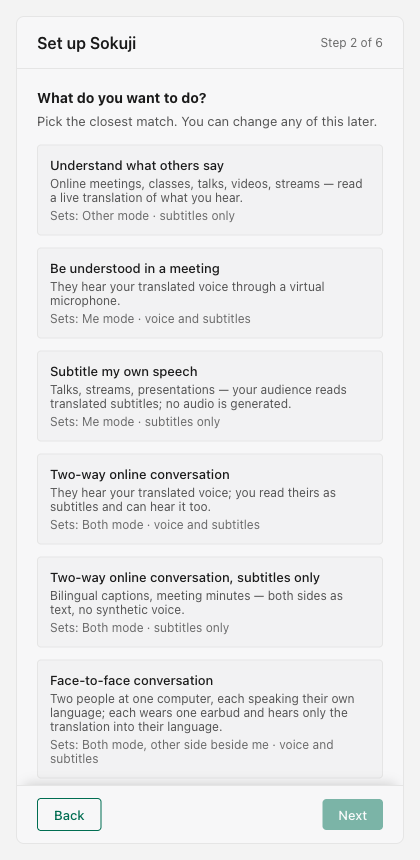 Set up Sokuji
Step 2 of 6
What do you want to do?
Pick the closest match. You can change any of this later.
Understand what others say
Online meetings, classes, talks, videos, streams — read
a live translation of what you hear.
Sets: Other mode · subtitles only
Be understood in a meeting
They hear your translated voice through a virtual
microphone.
Sets: Me mode · voice and subtitles
Subtitle my own speech
Talks, streams, presentations — your audience reads
translated subtitles; no audio is generated.
Sets: Me mode · subtitles only
Two-way online conversation
They hear your translated voice; you read theirs as
subtitles and can hear it too.
Sets: Both mode · voice and subtitles
Two-way online conversation, subtitles only
Bilingual captions, meeting minutes — both sides as
text, no synthetic voice.
Sets: Both mode · subtitles only
Face-to-face conversation
Two people at one computer, each speaking their own
language; each wears one earbud and hears only the
translation into their language.
Sets: Both mode, other side beside me · voice and
subtitles
Back
Next